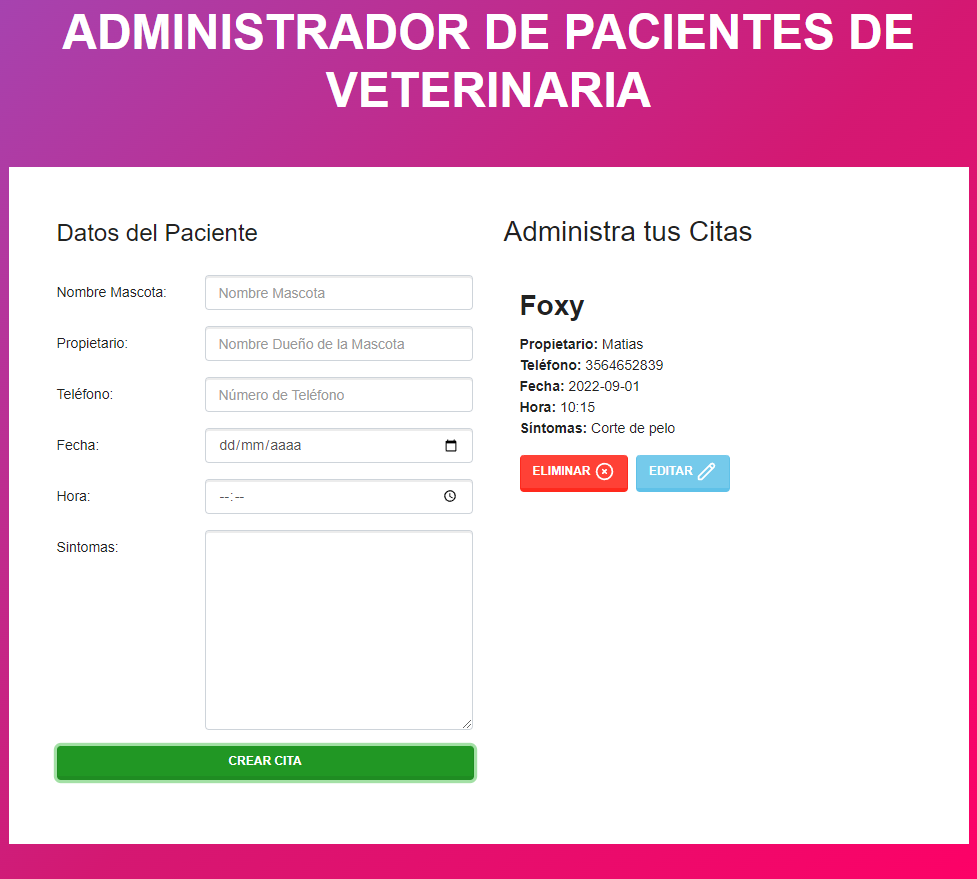 ADMINISTRADOR DE PACIENTES DE
VETERINARIA
Datos del Paciente
Nombre Mascota:
Nombre Mascota
Propietario:
Nombre Dueño de la Mascota
Teléfono:
Número de Teléfono
Fecha:
dd/mm/aaaa
Hora:
--:--
Sintomas:
CREAR CITA
Administra tus Citas
Foxy
Propietario: Matias
Teléfono: 3564652839
Fecha: 2022-09-01
Hora: 10:15
Síntomas: Corte de pelo
ELIMINAR
EDITAR